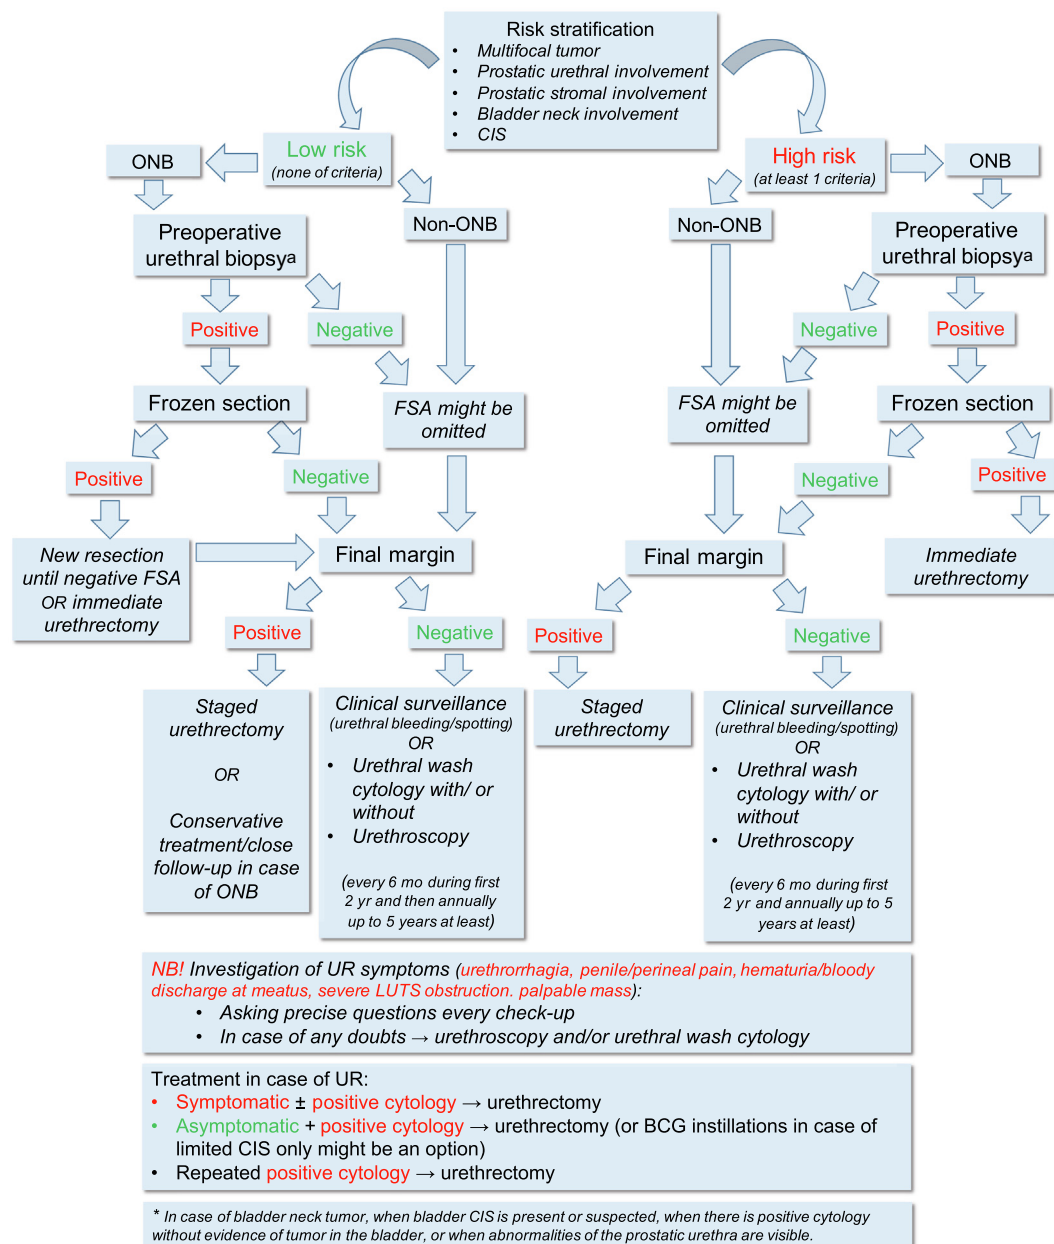 Risk stratification
• Multifocal tumor
• Prostatic urethral involvement
• Prostatic stromal involvement
• Bladder neck involvement
• CIS
Low risk
(none of criteria)
High risk
(at least 1 criteria)
ONB
Non-ONB
Non-ONB
ONB
Preoperative
urethral biopsya
Preoperative
urethral biopsya
Positive
Negative
Negative
Positive
Frozen section
FSA might be
omitted
FSA might be
omitted
Frozen section
Positive
Negative
Negative
Positive
New resection
until negative FSA
OR immediate
urethrectomy
Final margin
Final margin
Immediate
urethrectomy
Positive
Negative
Positive
Negative
Staged
urethrectomy
OR
Conservative
treatment/close
follow-up in case
of ONB
Clinical surveillance
(urethral bleeding/spotting)
OR
• Urethral wash
cytology with/ or
without
• Urethroscopy
(every 6 mo during first
2 yr and then annually
up to 5 years at least)
Staged
urethrectomy
Clinical surveillance
(urethral bleeding/spotting)
OR
• Urethral wash
cytology with/ or
without
• Urethroscopy
(every 6 mo during first
2 yr and annually up to 5
years at least)
NB! Investigation of UR symptoms (urethrorrhagia, penile/perineal pain, hematuria/bloody
discharge at meatus, severe LUTS obstruction. palpable mass):
• Asking precise questions every check-up
• In case of any doubts → urethroscopy and/or urethral wash cytology
Treatment in case of UR:
• Symptomatic ± positive cytology → urethrectomy
• Asymptomatic + positive cytology → urethrectomy (or BCG instillations in case of
limited CIS only might be an option)
• Repeated positive cytology → urethrectomy
* In case of bladder neck tumor, when bladder CIS is present or suspected, when there is positive cytology
without evidence of tumor in the bladder, or when abnormalities of the prostatic urethra are visible.